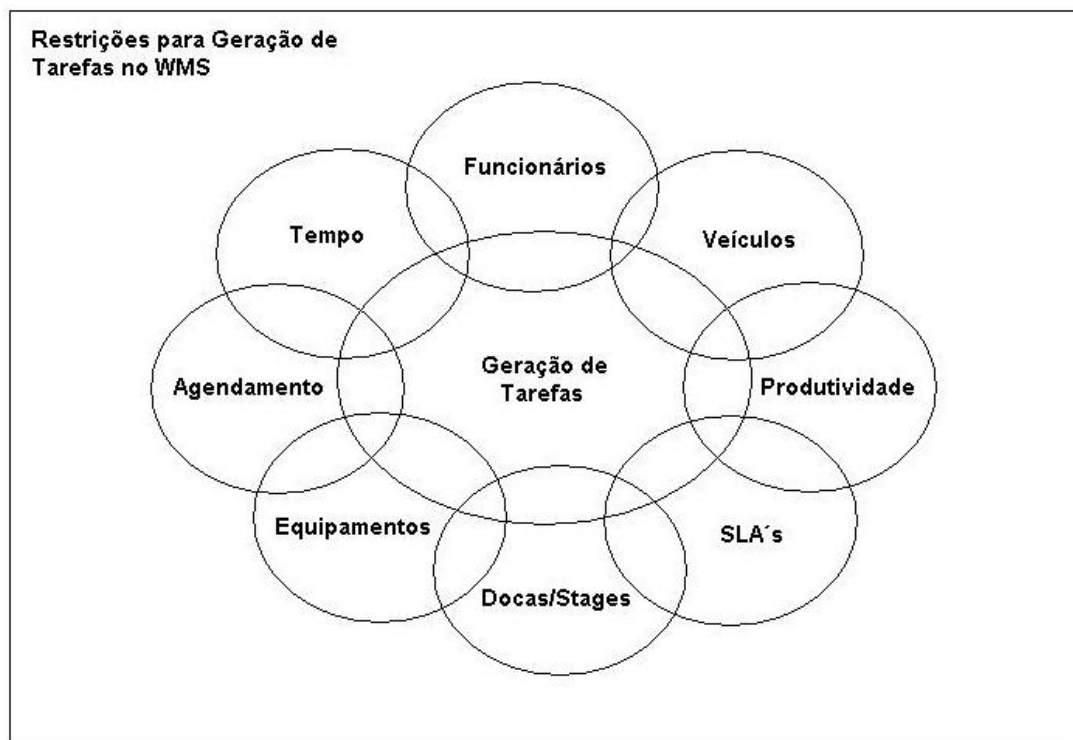 Restrições para Geração de
Tarefas no WMS
Funcionários
Tempo
Veículos
Geração de
Tarefas
Agendamento
Produtividade
Equipamentos
SLA´s
Docas/Stages